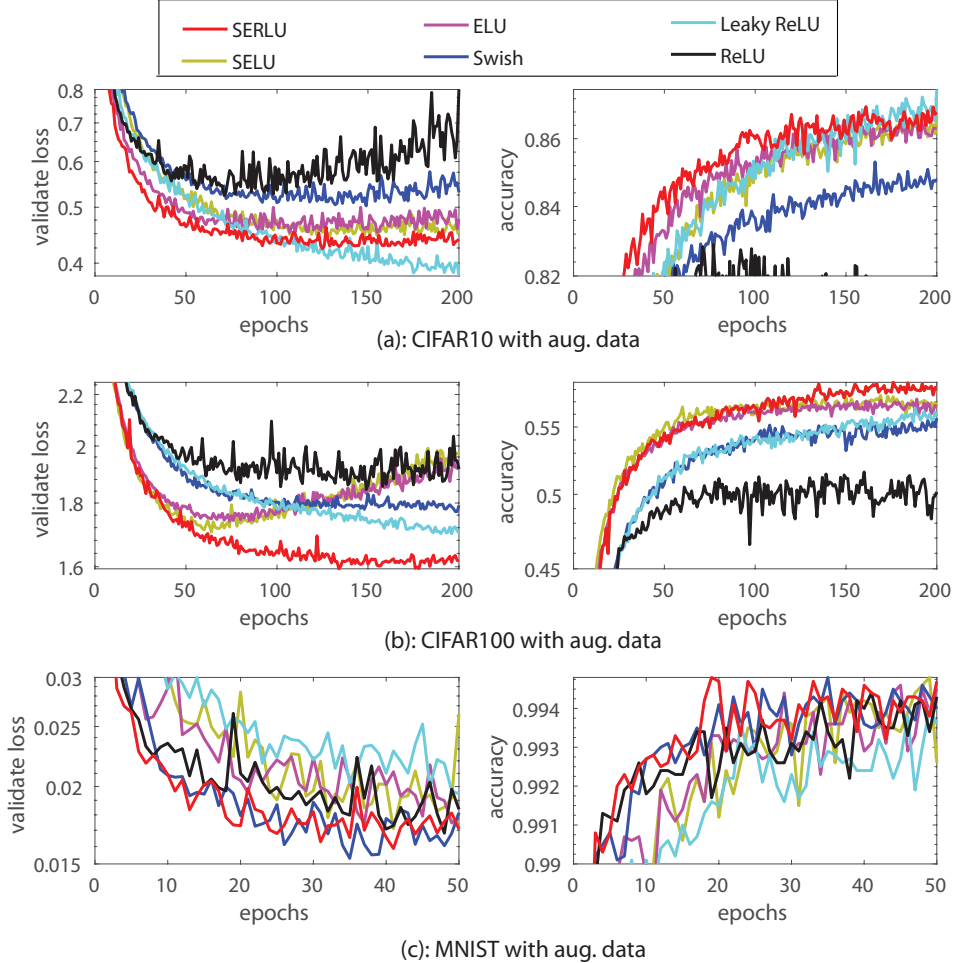 SERLU
ELU
Leaky ReLU
SELU
Swish
ReLU
0.8
0.7
0.6
0.5
0.4
validate loss
0 50 100 150 200
epochs
0.86
0.84
0.82
accuracy
0 50 100 150 200
epochs
(a): CIFAR10 with aug. data
2.2
2
1.8
1.6
validate loss
0 50 100 150 200
epochs
0.55
0.5
0.45
accuracy
0 50 100 150 200
epochs
(b): CIFAR100 with aug. data
0.03
0.025
0.02
0.015
validate loss
0 10 20 30 40 50
epochs
0.994
0.993
0.992
0.991
0.99
accuracy
0 10 20 30 40 50
epochs
(c): MNIST with aug. data